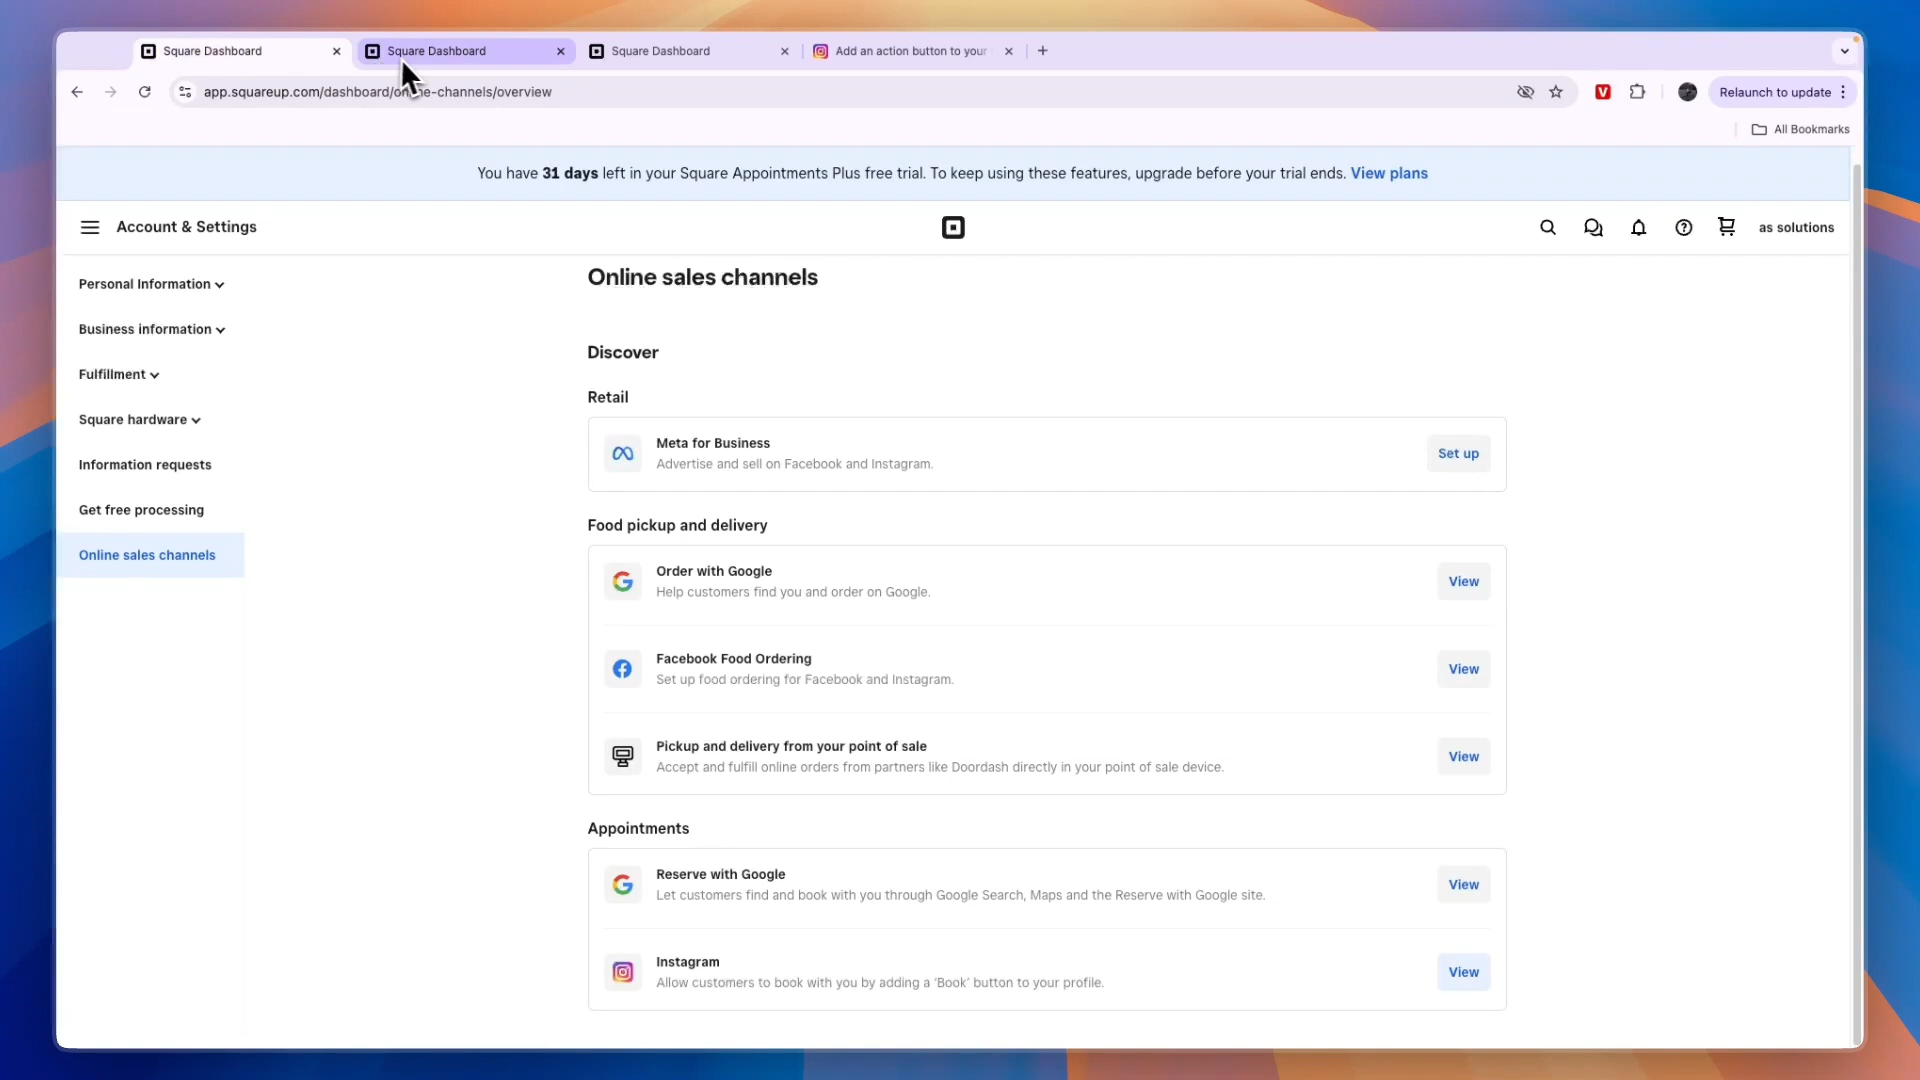 Square Dashboard
Square Dashboard
Square Dashboard
Add an action button to your
app.squareup.com/dashboard/online-channels/overview
Relaunch to update
All Bookmarks
You have 31 days left in your Square Appointments Plus free trial. To keep using these features, upgrade before your trial ends. View plans
Account & Settings
as solutions
Personal Information
Business information
Fulfillment
Square hardware
Information requests
Get free processing
Online sales channels
Online sales channels
Discover
Retail
Meta for Business
Advertise and sell on Facebook and Instagram.
Set up
Food pickup and delivery
Order with Google
Help customers find you and order on Google.
View
Facebook Food Ordering
Set up food ordering for Facebook and Instagram.
View
Pickup and delivery from your point of sale
Accept and fulfill online orders from partners like Doordash directly in your point of sale device.
View
Appointments
Reserve with Google
Let customers find and book with you through Google Search, Maps and the Reserve with Google site.
View
Instagram
Allow customers to book with you by adding a 'Book' button to your profile.
View